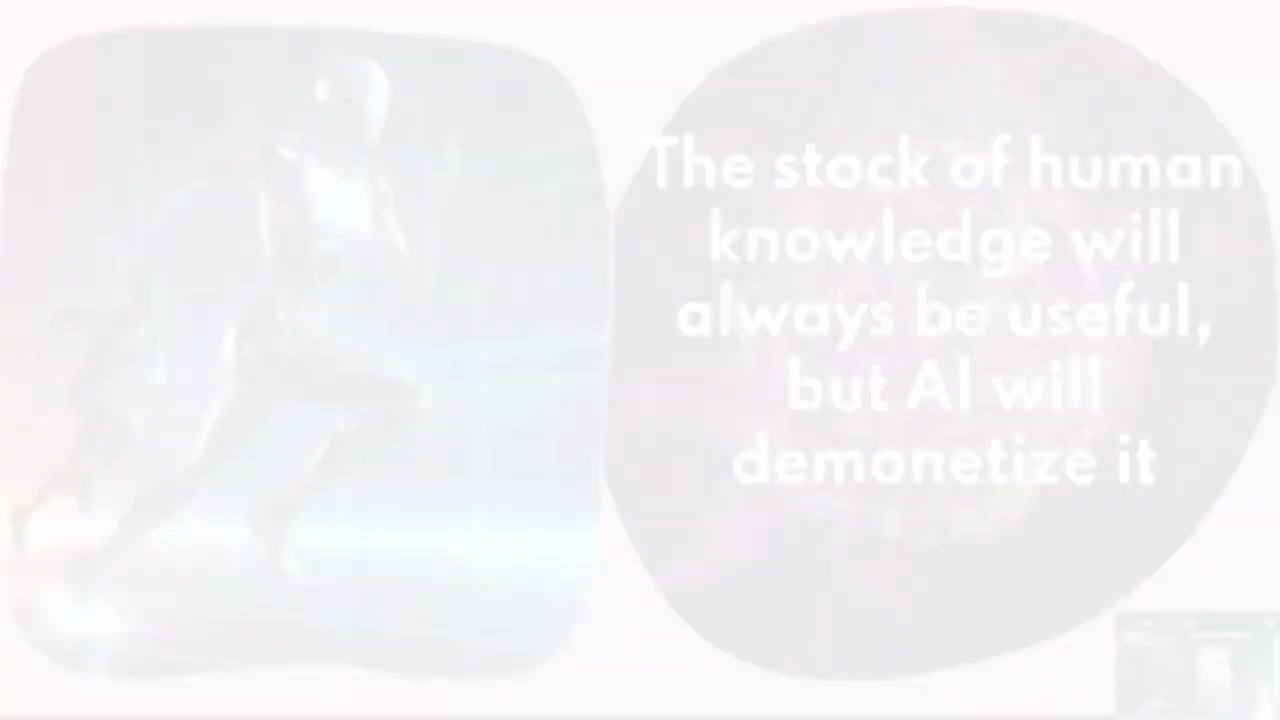 The stock of human
knowledge will
always be useful,
but AI will
demonetize it